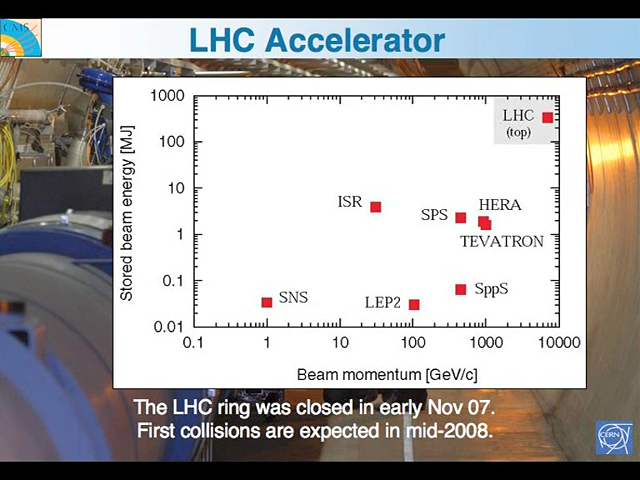 CMS
LHC Accelerator
Stored beam energy [MJ]
1000
100
10
1
0.1
0.01
LHC
(top)
ISR
SPS
HERA
TEVATRON
SNS
LEP2
SppS
0.1
1
10
100
1000
10000
Beam momentum [GeV/c]
The LHC ring was closed in early Nov 07.
First collisions are expected in mid-2008.
CERN